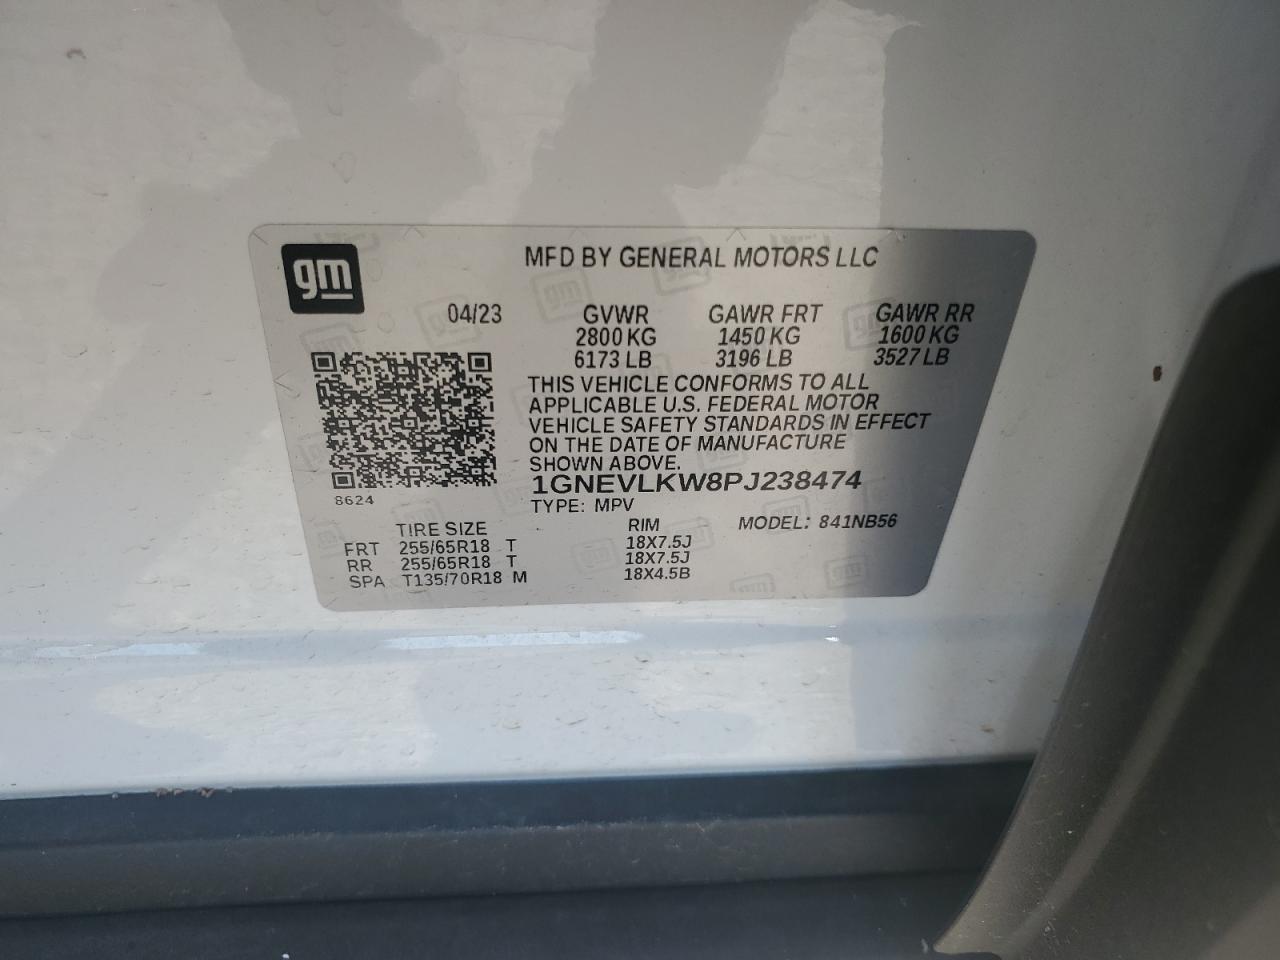 gm
MFD BY GENERAL MOTORS LLC
04/23 GVWR GAWR FRT GAWR RR
2800 KG 1450 KG 1600 KG
6173 LB 3196 LB 3527 LB
THIS VEHICLE CONFORMS TO ALL
APPLICABLE U.S. FEDERAL MOTOR
VEHICLE SAFETY STANDARDS IN EFFECT
ON THE DATE OF MANUFACTURE
SHOWN ABOVE.
1GNEVLKW8PJ238474
8624
TYPE: MPV
TIRE SIZE RIM MODEL: 841NB56
FRT 255/65R18 T 18X7.5J
RR 255/65R18 T 18X7.5J
SPA T135/70R18 M 18X4.5B